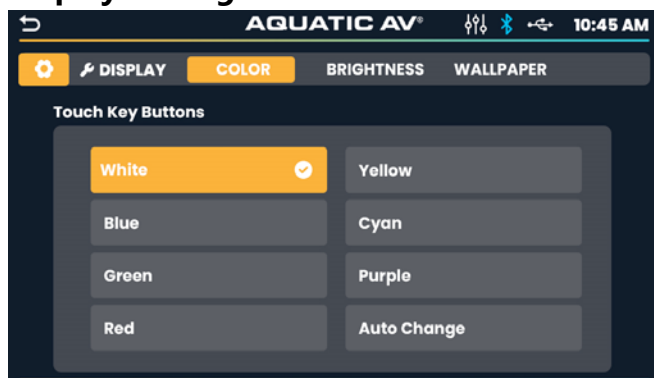 AQUATIC AV® 10:45 AM
DISPLAY COLOR BRIGHTNESS WALLPAPER
Touch Key Buttons
White Yellow
Blue Cyan
Green Purple
Red Auto Change